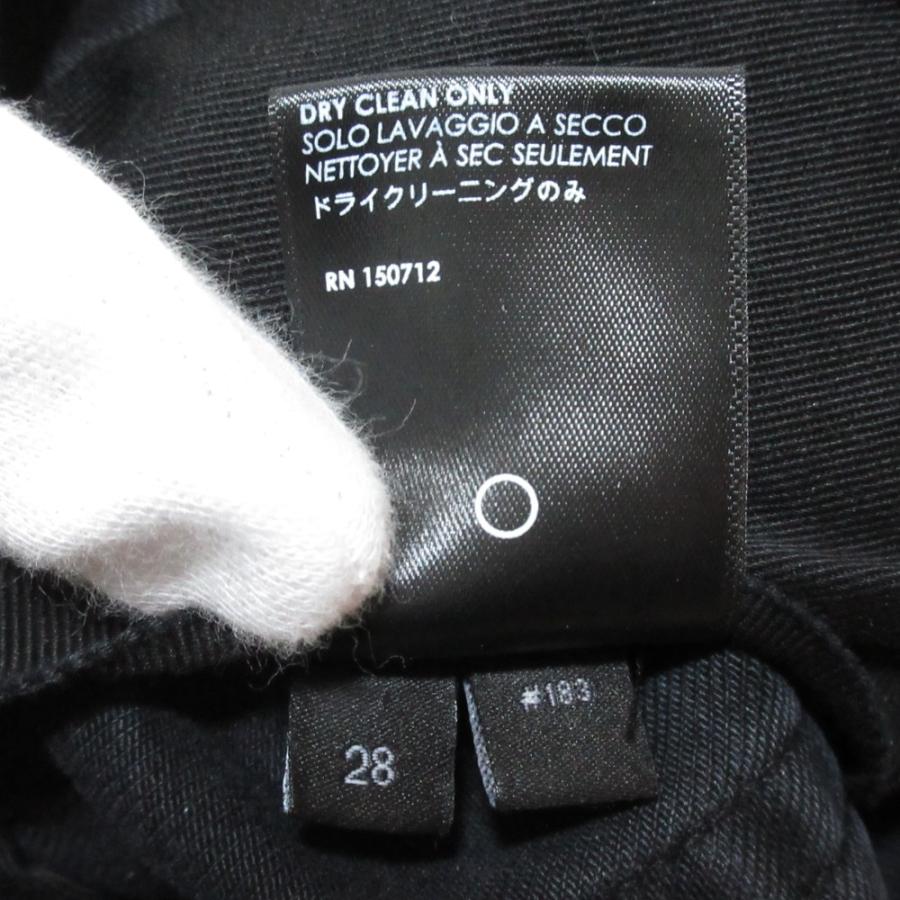 DRY CLEAN ONLY
SOLO LAVAGGIO A SECCO
NETTOYER À SEC SEULEMENT
ドライクリーニングのみ
RN 150712
28
#193